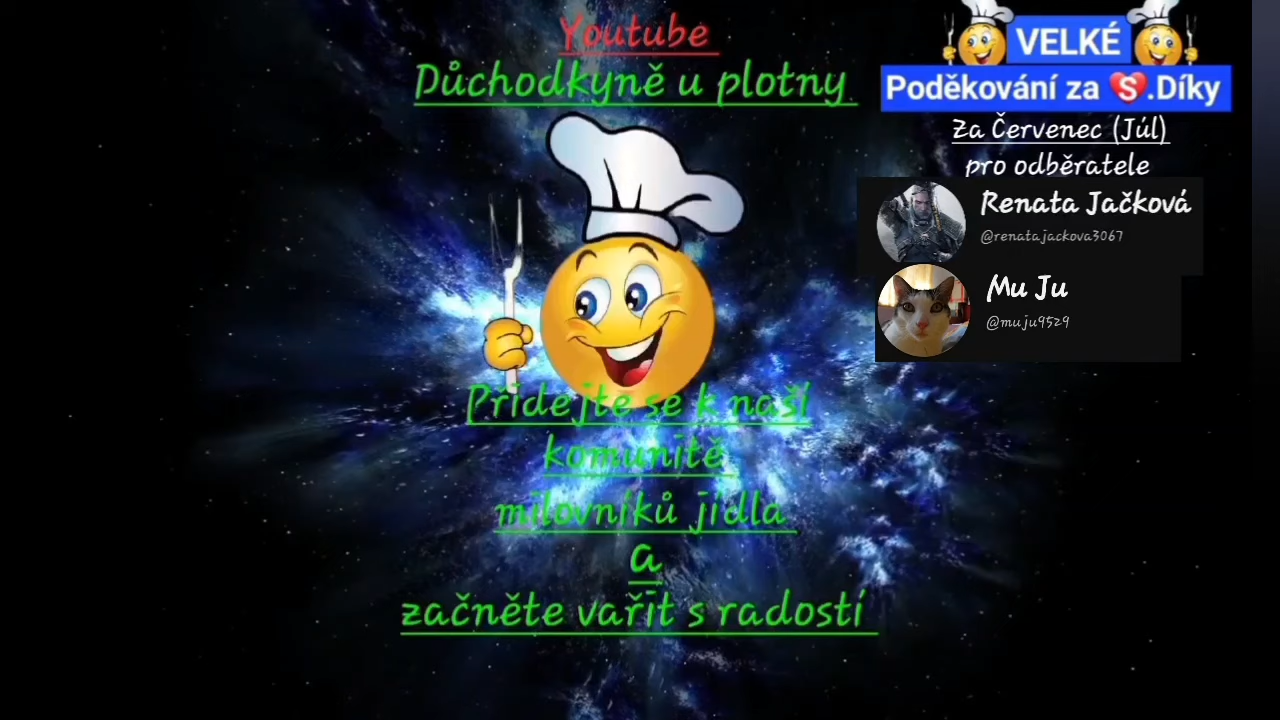 Youtube
Důchodkyně u plotny
Přidejte se k naší
komunitě
milovníků jídla
a
začněte vařit s radostí
VELKÉ
Poděkování za S.Díky
Za Červenec (Júl)
pro odběratele
Renata Jačková
@renatajackova3067
Mu Ju
@muju9529